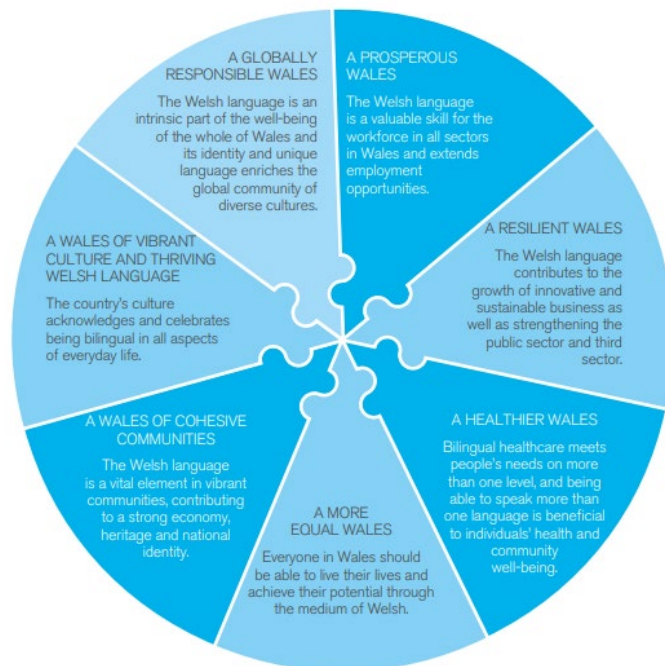 A GLOBALLY
RESPONSIBLE WALES
The Welsh language is an
intrinsic part of the well-being
of the whole of Wales and
its identity and unique
language enriches the
global community of
diverse cultures.
A PROSPEROUS
WALES
The Welsh language
is a valuable skill for the
workforce in all sectors
in Wales and extends
employment
opportunities.
A RESILIENT WALES
The Welsh language
contributes to the
growth of innovative and
sustainable business as
well as strengthening the
public sector and third
sector.
A HEALTHIER WALES
Bilingual healthcare meets
people's needs on more
than one level, and being
able to speak more than
one language is beneficial
to individuals' health and
community
well-being.
A MORE
EQUAL WALES
Everyone in Wales should
be able to live their lives and
achieve their potential through
the medium of Welsh.
A WALES OF COHESIVE
COMMUNITIES
The Welsh language
is a vital element in vibrant
communities, contributing
to a strong economy,
heritage and national
identity.
A WALES OF VIBRANT
CULTURE AND THRIVING
WELSH LANGUAGE
The country's culture
acknowledges and celebrates
being bilingual in all aspects
of everyday life.